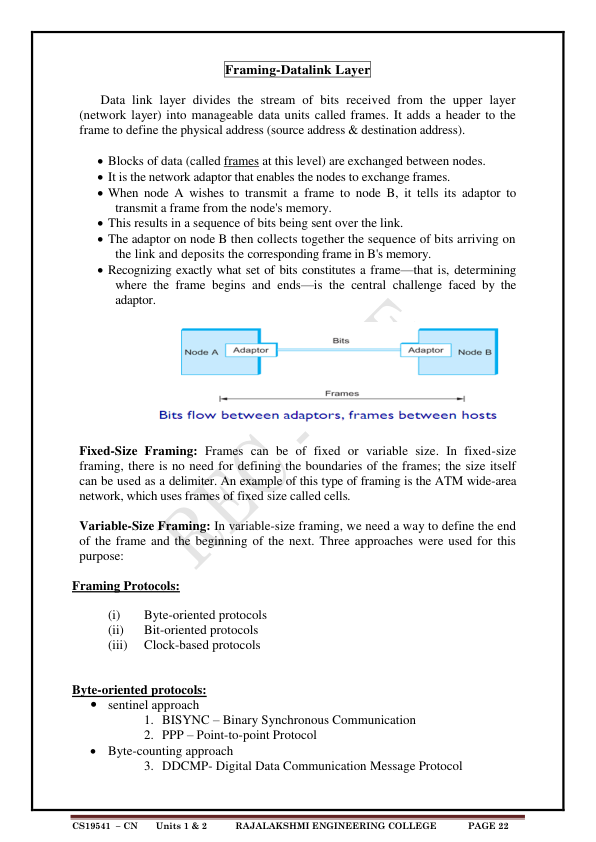 Framing-Datalink Layer
Data link layer divides the stream of bits received from the upper layer
(network layer) into manageable data units called frames. It adds a header to the
frame to define the physical address (source address & destination address).
• Blocks of data (called frames at this level) are exchanged between nodes.
• It is the network adaptor that enables the nodes to exchange frames.
• When node A wishes to transmit a frame to node B, it tells its adaptor to
transmit a frame from the node's memory.
• This results in a sequence of bits being sent over the link.
• The adaptor on node B then collects together the sequence of bits arriving on
the link and deposits the corresponding frame in B's memory.
• Recognizing exactly what set of bits constitutes a frame—that is, determining
where the frame begins and ends—is the central challenge faced by the
adaptor.
Node A Adaptor Bits Adaptor Node B
Frames
Bits flow between adaptors, frames between hosts
Fixed-Size Framing: Frames can be of fixed or variable size. In fixed-size
framing, there is no need for defining the boundaries of the frames; the size itself
can be used as a delimiter. An example of this type of framing is the ATM wide-area
network, which uses frames of fixed size called cells.
Variable-Size Framing: In variable-size framing, we need a way to define the end
of the frame and the beginning of the next. Three approaches were used for this
purpose:
Framing Protocols:
(i) Byte-oriented protocols
(ii) Bit-oriented protocols
(iii) Clock-based protocols
Byte-oriented protocols:
• sentinel approach
1. BISYNC – Binary Synchronous Communication
2. PPP – Point-to-point Protocol
• Byte-counting approach
3. DDCMP- Digital Data Communication Message Protocol
CS19541 – CN Units 1 & 2 RAJALAKSHMI ENGINEERING COLLEGE PAGE 22